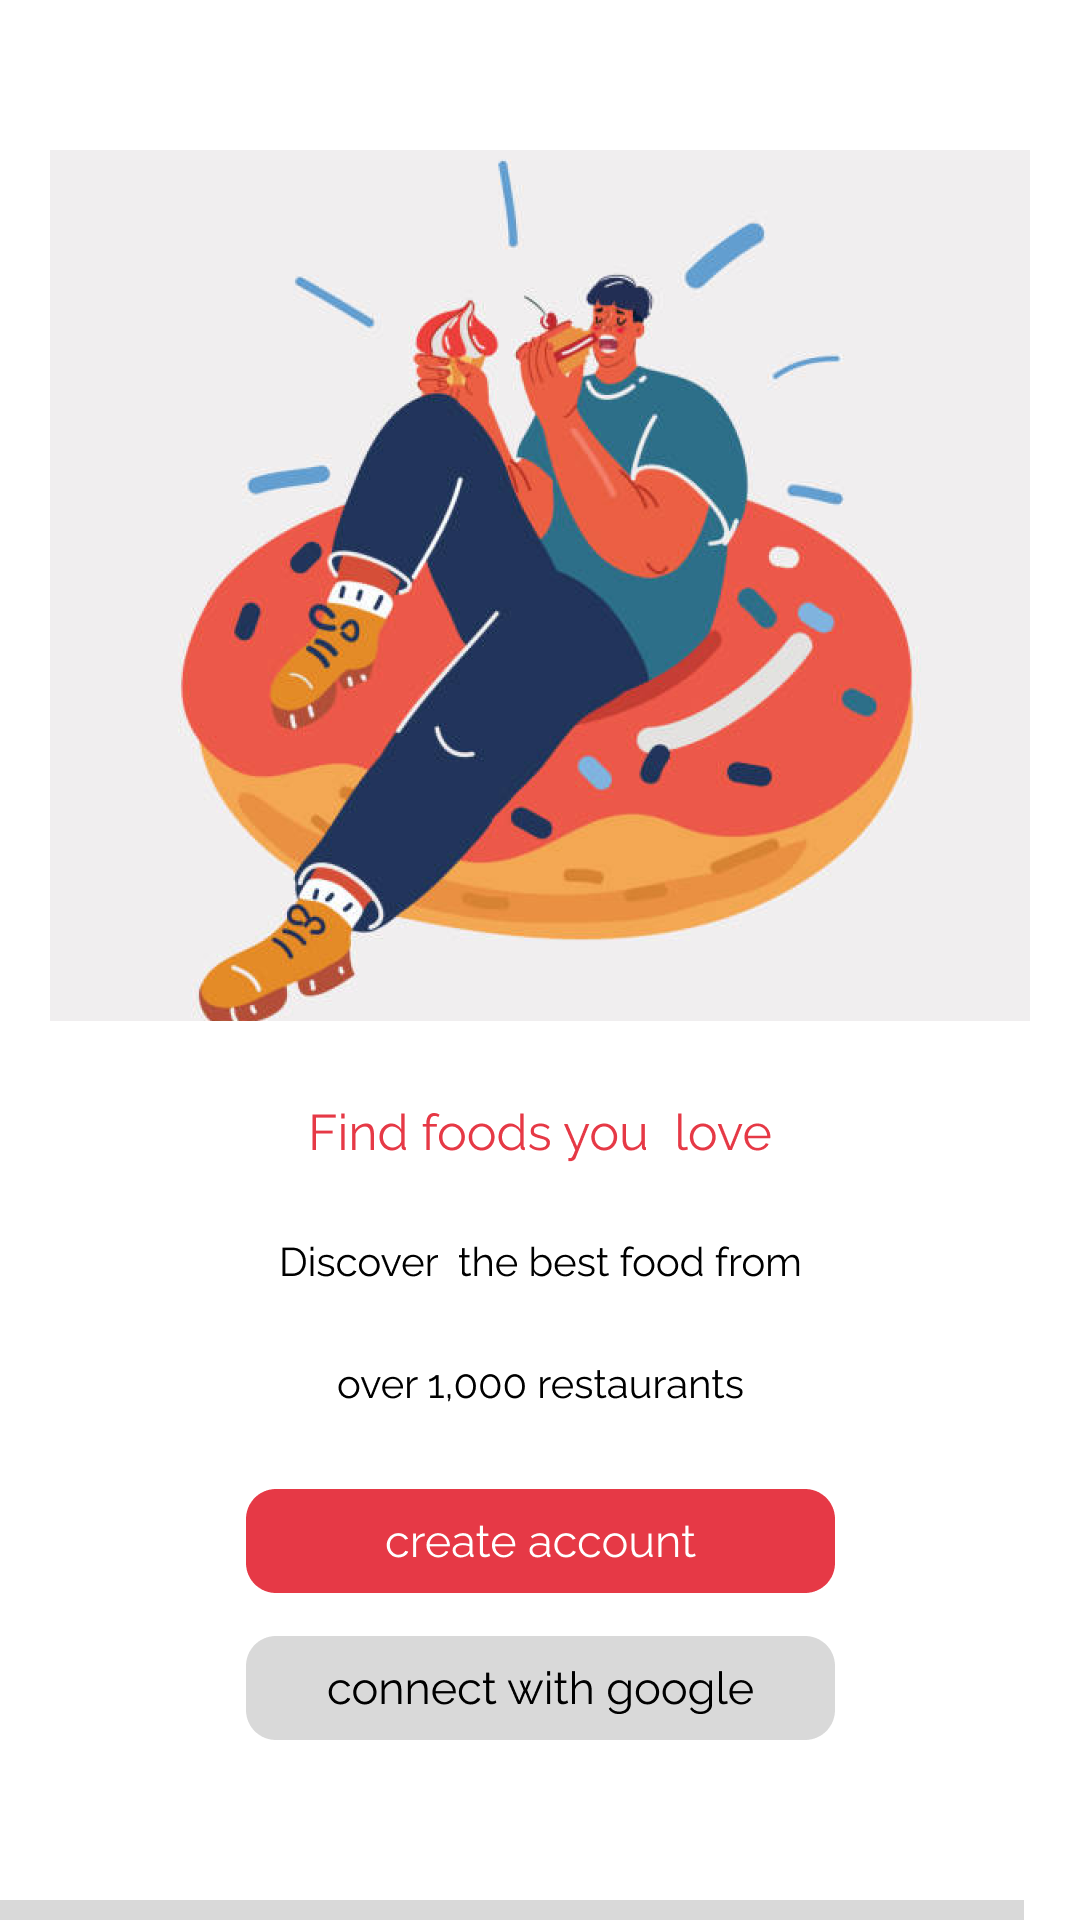 Find foods you  love
Discover  the best food from
over 1,000 restaurants
create account
connect with google